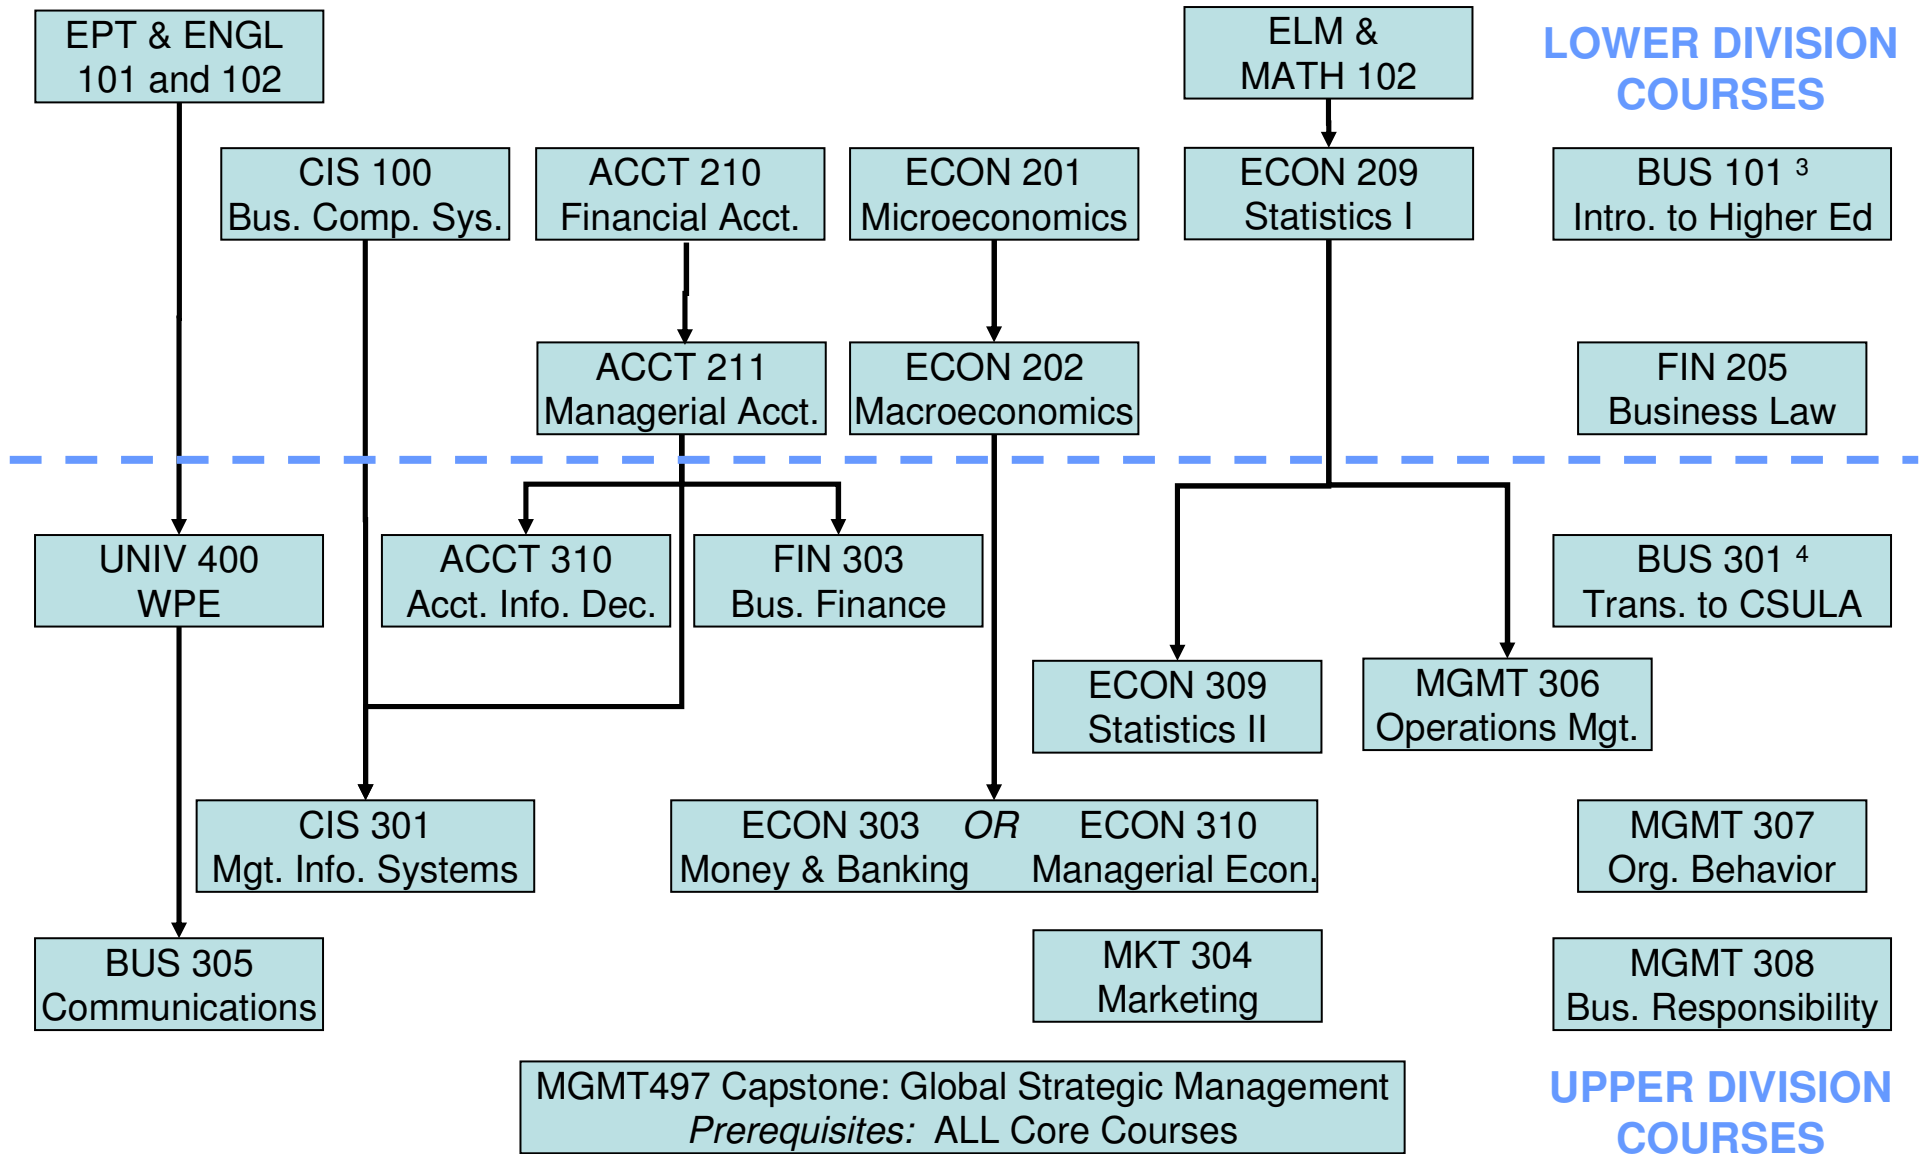 EPT & ENGL
101 and 102
ELM &
MATH 102
LOWER DIVISION
COURSES
CIS 100
Bus. Comp. Sys.
ACCT 210
Financial Acct.
ECON 201
Microeconomics
ECON 209
Statistics I
BUS 101 ³
Intro. to Higher Ed
ACCT 211
Managerial Acct.
ECON 202
Macroeconomics
FIN 205
Business Law
UNIV 400
WPE
ACCT 310
Acct. Info. Dec.
FIN 303
Bus. Finance
BUS 301 ⁴
Trans. to CSULA
ECON 309
Statistics II
MGMT 306
Operations Mgt.
CIS 301
Mgt. Info. Systems
ECON 303 OR ECON 310
Money & Banking Managerial Econ.
MGMT 307
Org. Behavior
BUS 305
Communications
MKT 304
Marketing
MGMT 308
Bus. Responsibility
MGMT497 Capstone: Global Strategic Management
Prerequisites: ALL Core Courses
UPPER DIVISION
COURSES